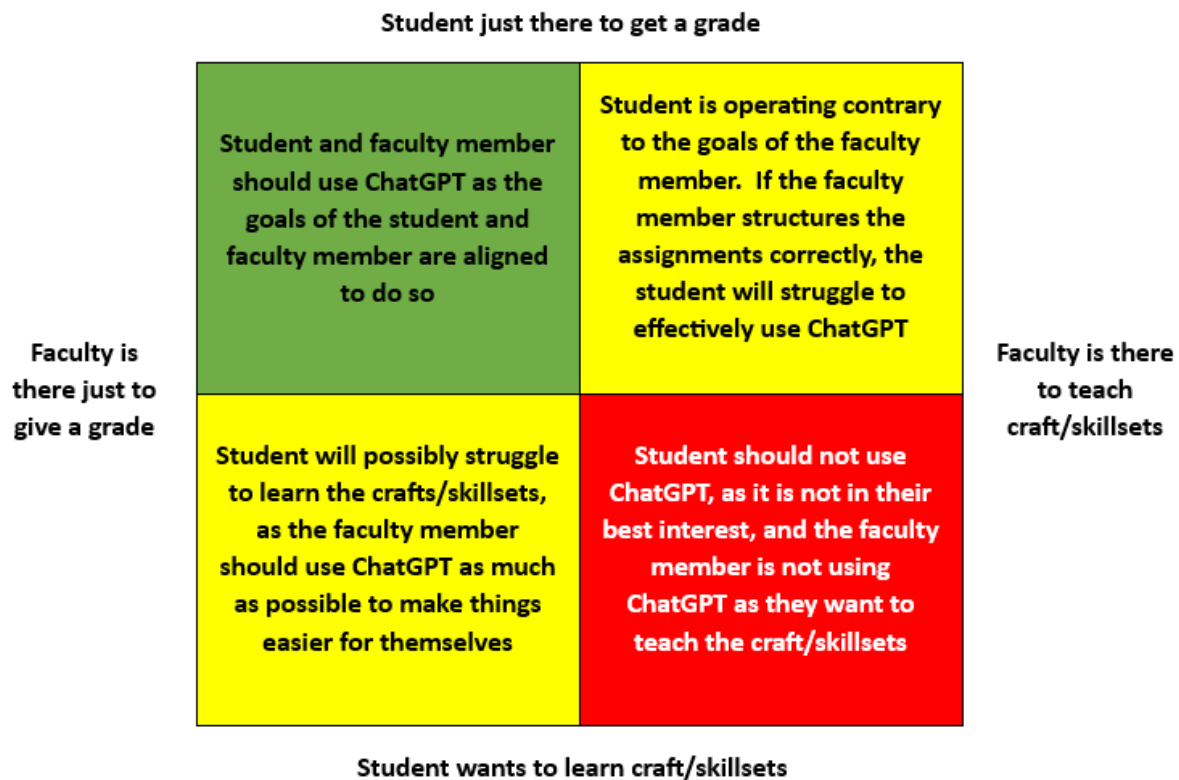 Student just there to get a grade
Student and faculty member
should use ChatGPT as the
goals of the student and
faculty member are aligned
to do so
Student is operating contrary
to the goals of the faculty
member.  If the faculty
member structures the
assignments correctly, the
student will struggle to
effectively use ChatGPT
Faculty is
there just to
give a grade
Faculty is there
to teach
craft/skillsets
Student will possibly struggle
to learn the crafts/skillsets,
as the faculty member
should use ChatGPT as much
as possible to make things
easier for themselves
Student should not use
ChatGPT, as it is not in their
best interest, and the faculty
member is not using
ChatGPT as they want to
teach the craft/skillsets
Student wants to learn craft/skillsets